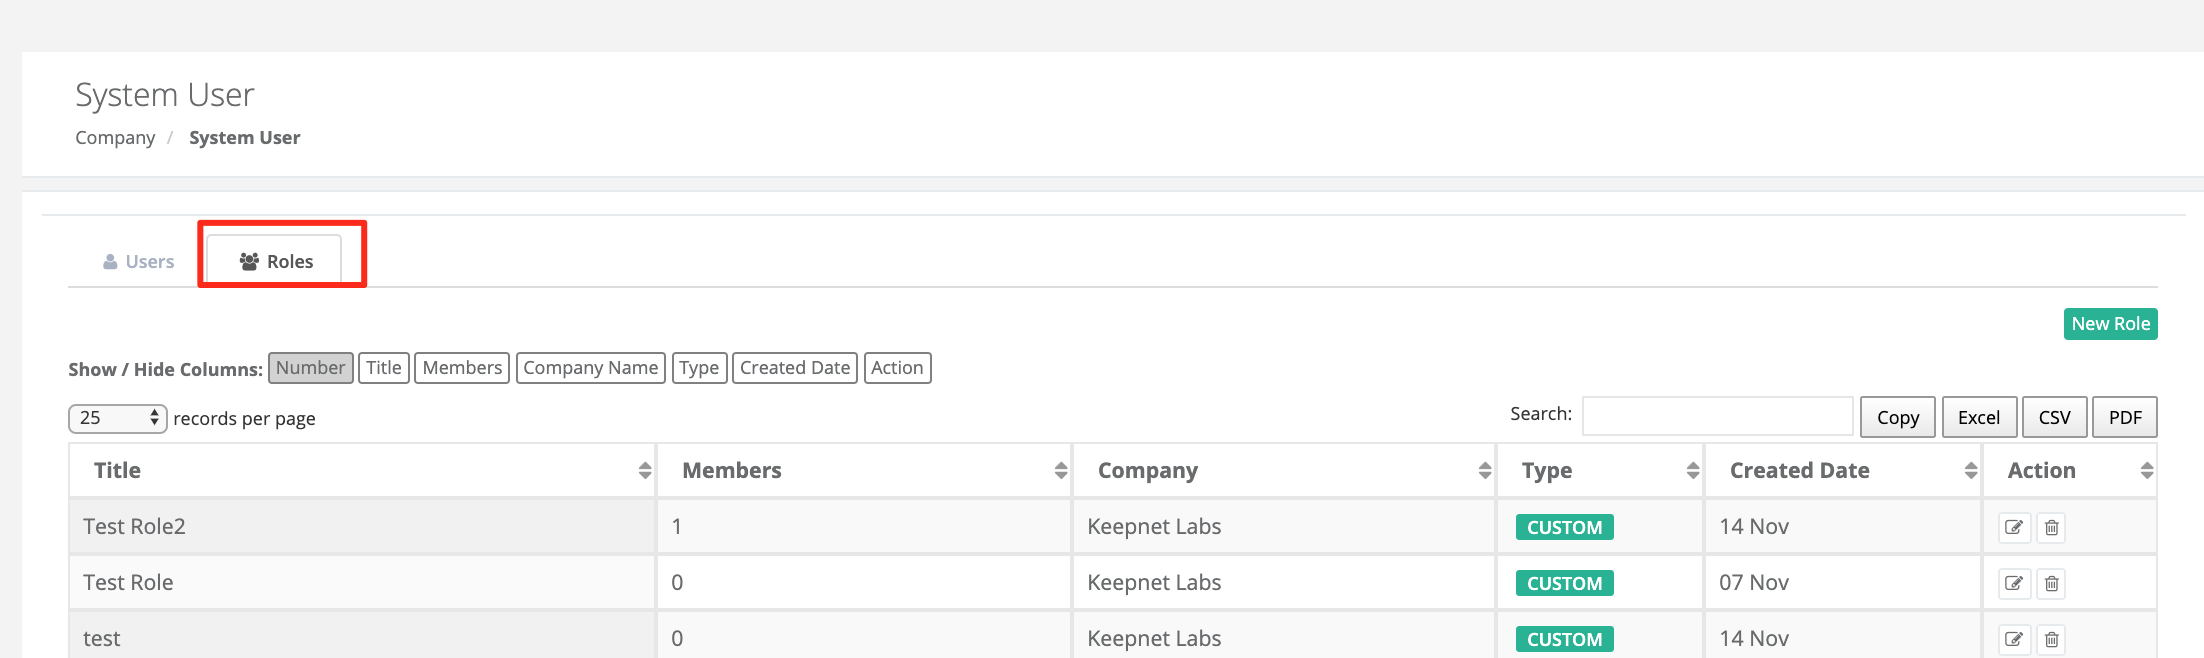 System User
Company / System User
Users Roles
New Role
Show / Hide Columns: Number Title Members Company Name Type Created Date Action
25 records per page Search: Copy Excel CSV PDF
Title Members Company Type Created Date Action
Test Role2 1 Keepnet Labs CUSTOM 14 Nov
Test Role 0 Keepnet Labs CUSTOM 07 Nov
test 0 Keepnet Labs CUSTOM 14 Nov